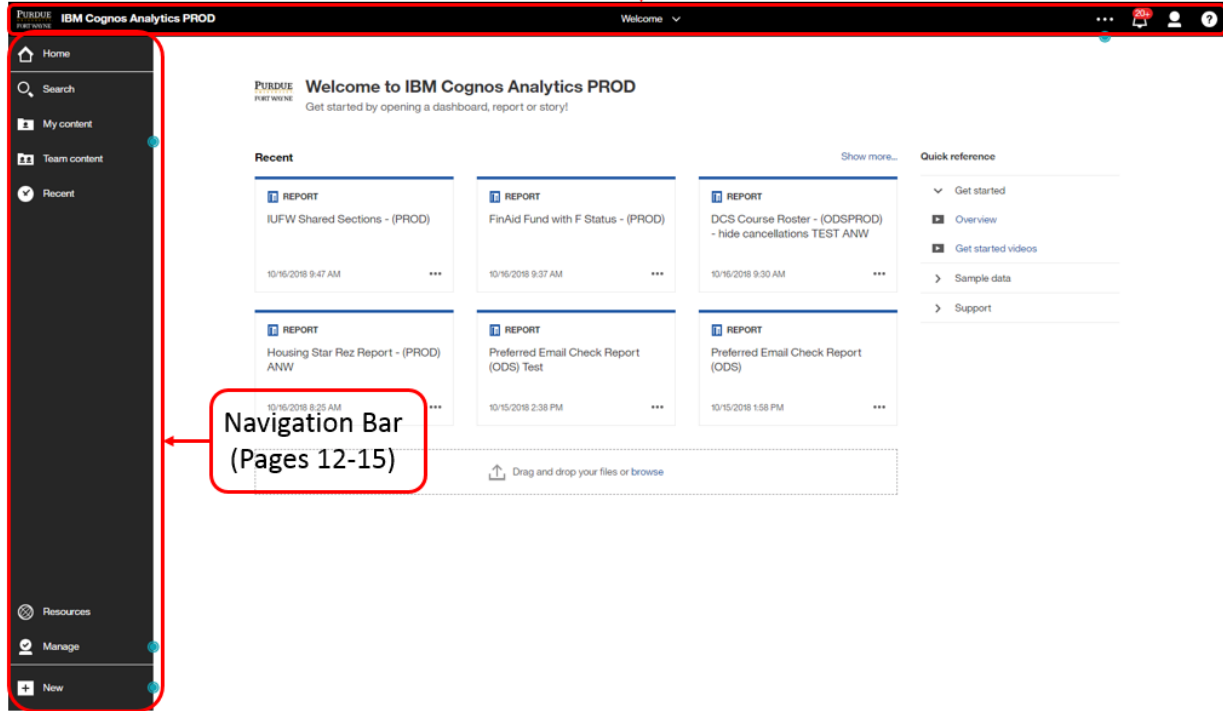 PURDUE
FORT WAYNE
IBM Cognos Analytics PROD
Welcome
20+
?
Home
Search
My content
Team content
Recent
Resources
Manage
New
PURDUE
FORT WAYNE
Welcome to IBM Cognos Analytics PROD
Get started by opening a dashboard, report or story!
Recent
Show more...
REPORT
IUFW Shared Sections - (PROD)
10/16/2018 9:47 AM
REPORT
FinAid Fund with F Status - (PROD)
10/16/2018 9:37 AM
REPORT
DCS Course Roster - (ODSPROD)
- hide cancellations TEST ANW
10/16/2018 9:30 AM
REPORT
Housing Star Rez Report - (PROD)
ANW
10/16/2018 8:25 AM
REPORT
Preferred Email Check Report
(ODS) Test
10/15/2018 2:38 PM
REPORT
Preferred Email Check Report
(ODS)
10/15/2018 1:58 PM
Navigation Bar
(Pages 12-15)
Drag and drop your files or browse
Quick reference
Get started
Overview
Get started videos
Sample data
Support